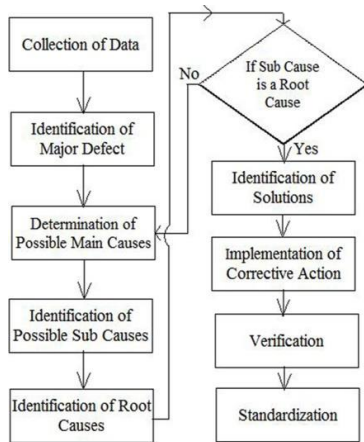 Collection of Data
Identification of
Major Defect
Determination of
Possible Main Causes
Identification of
Possible Sub Causes
Identification of Root
Causes
If Sub Cause
is a Root
Cause
No
Yes
Identification of
Solutions
Implementation of
Corrective Action
Verification
Standardization